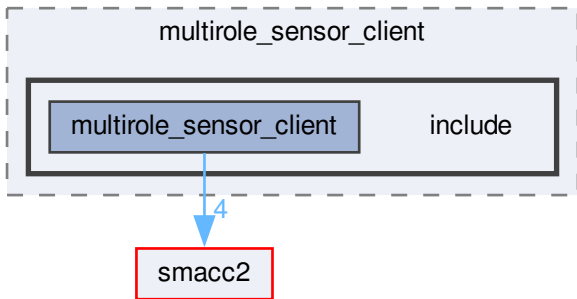 multirole_sensor_client
multirole_sensor_client include
4
smacc2